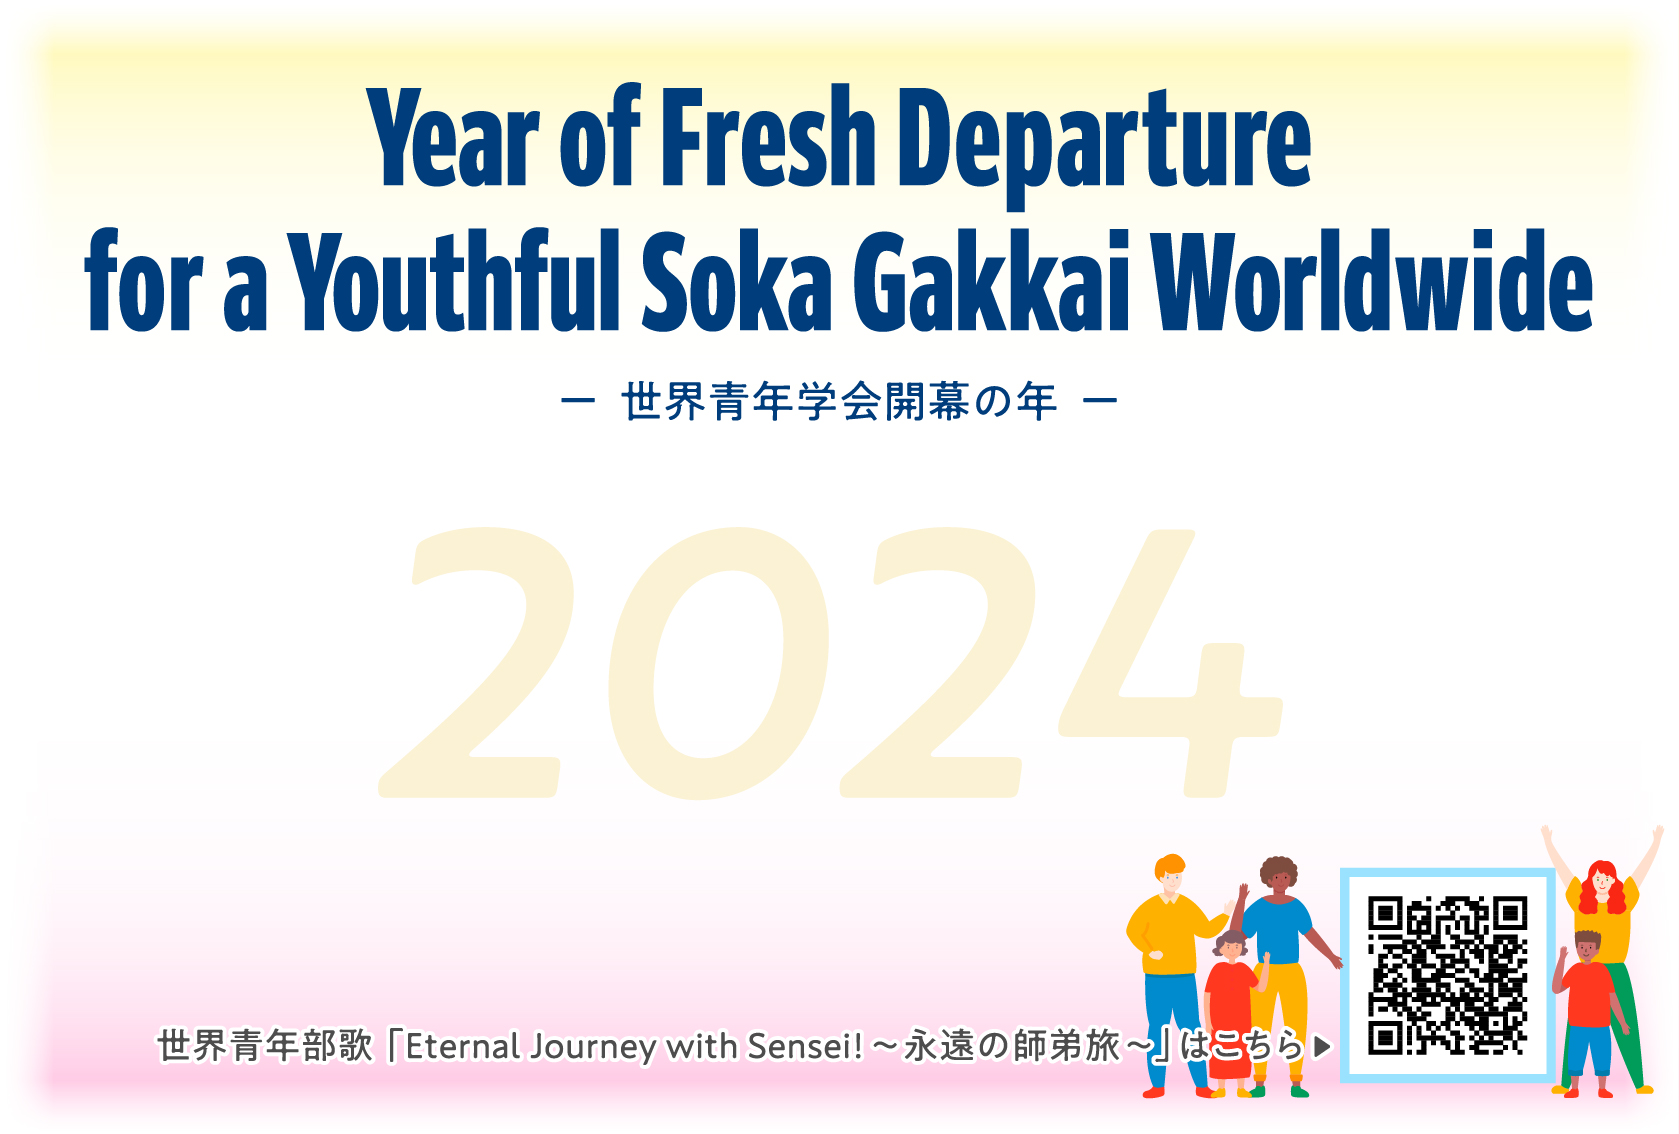 Year of Fresh Departure
for a Youthful Soka Gakkai Worldwide
― 世界青年学会開幕の年 ―
2024
世界青年部歌「Eternal Journey with Sensei! ～永遠の師弟旅～」はこちら▶